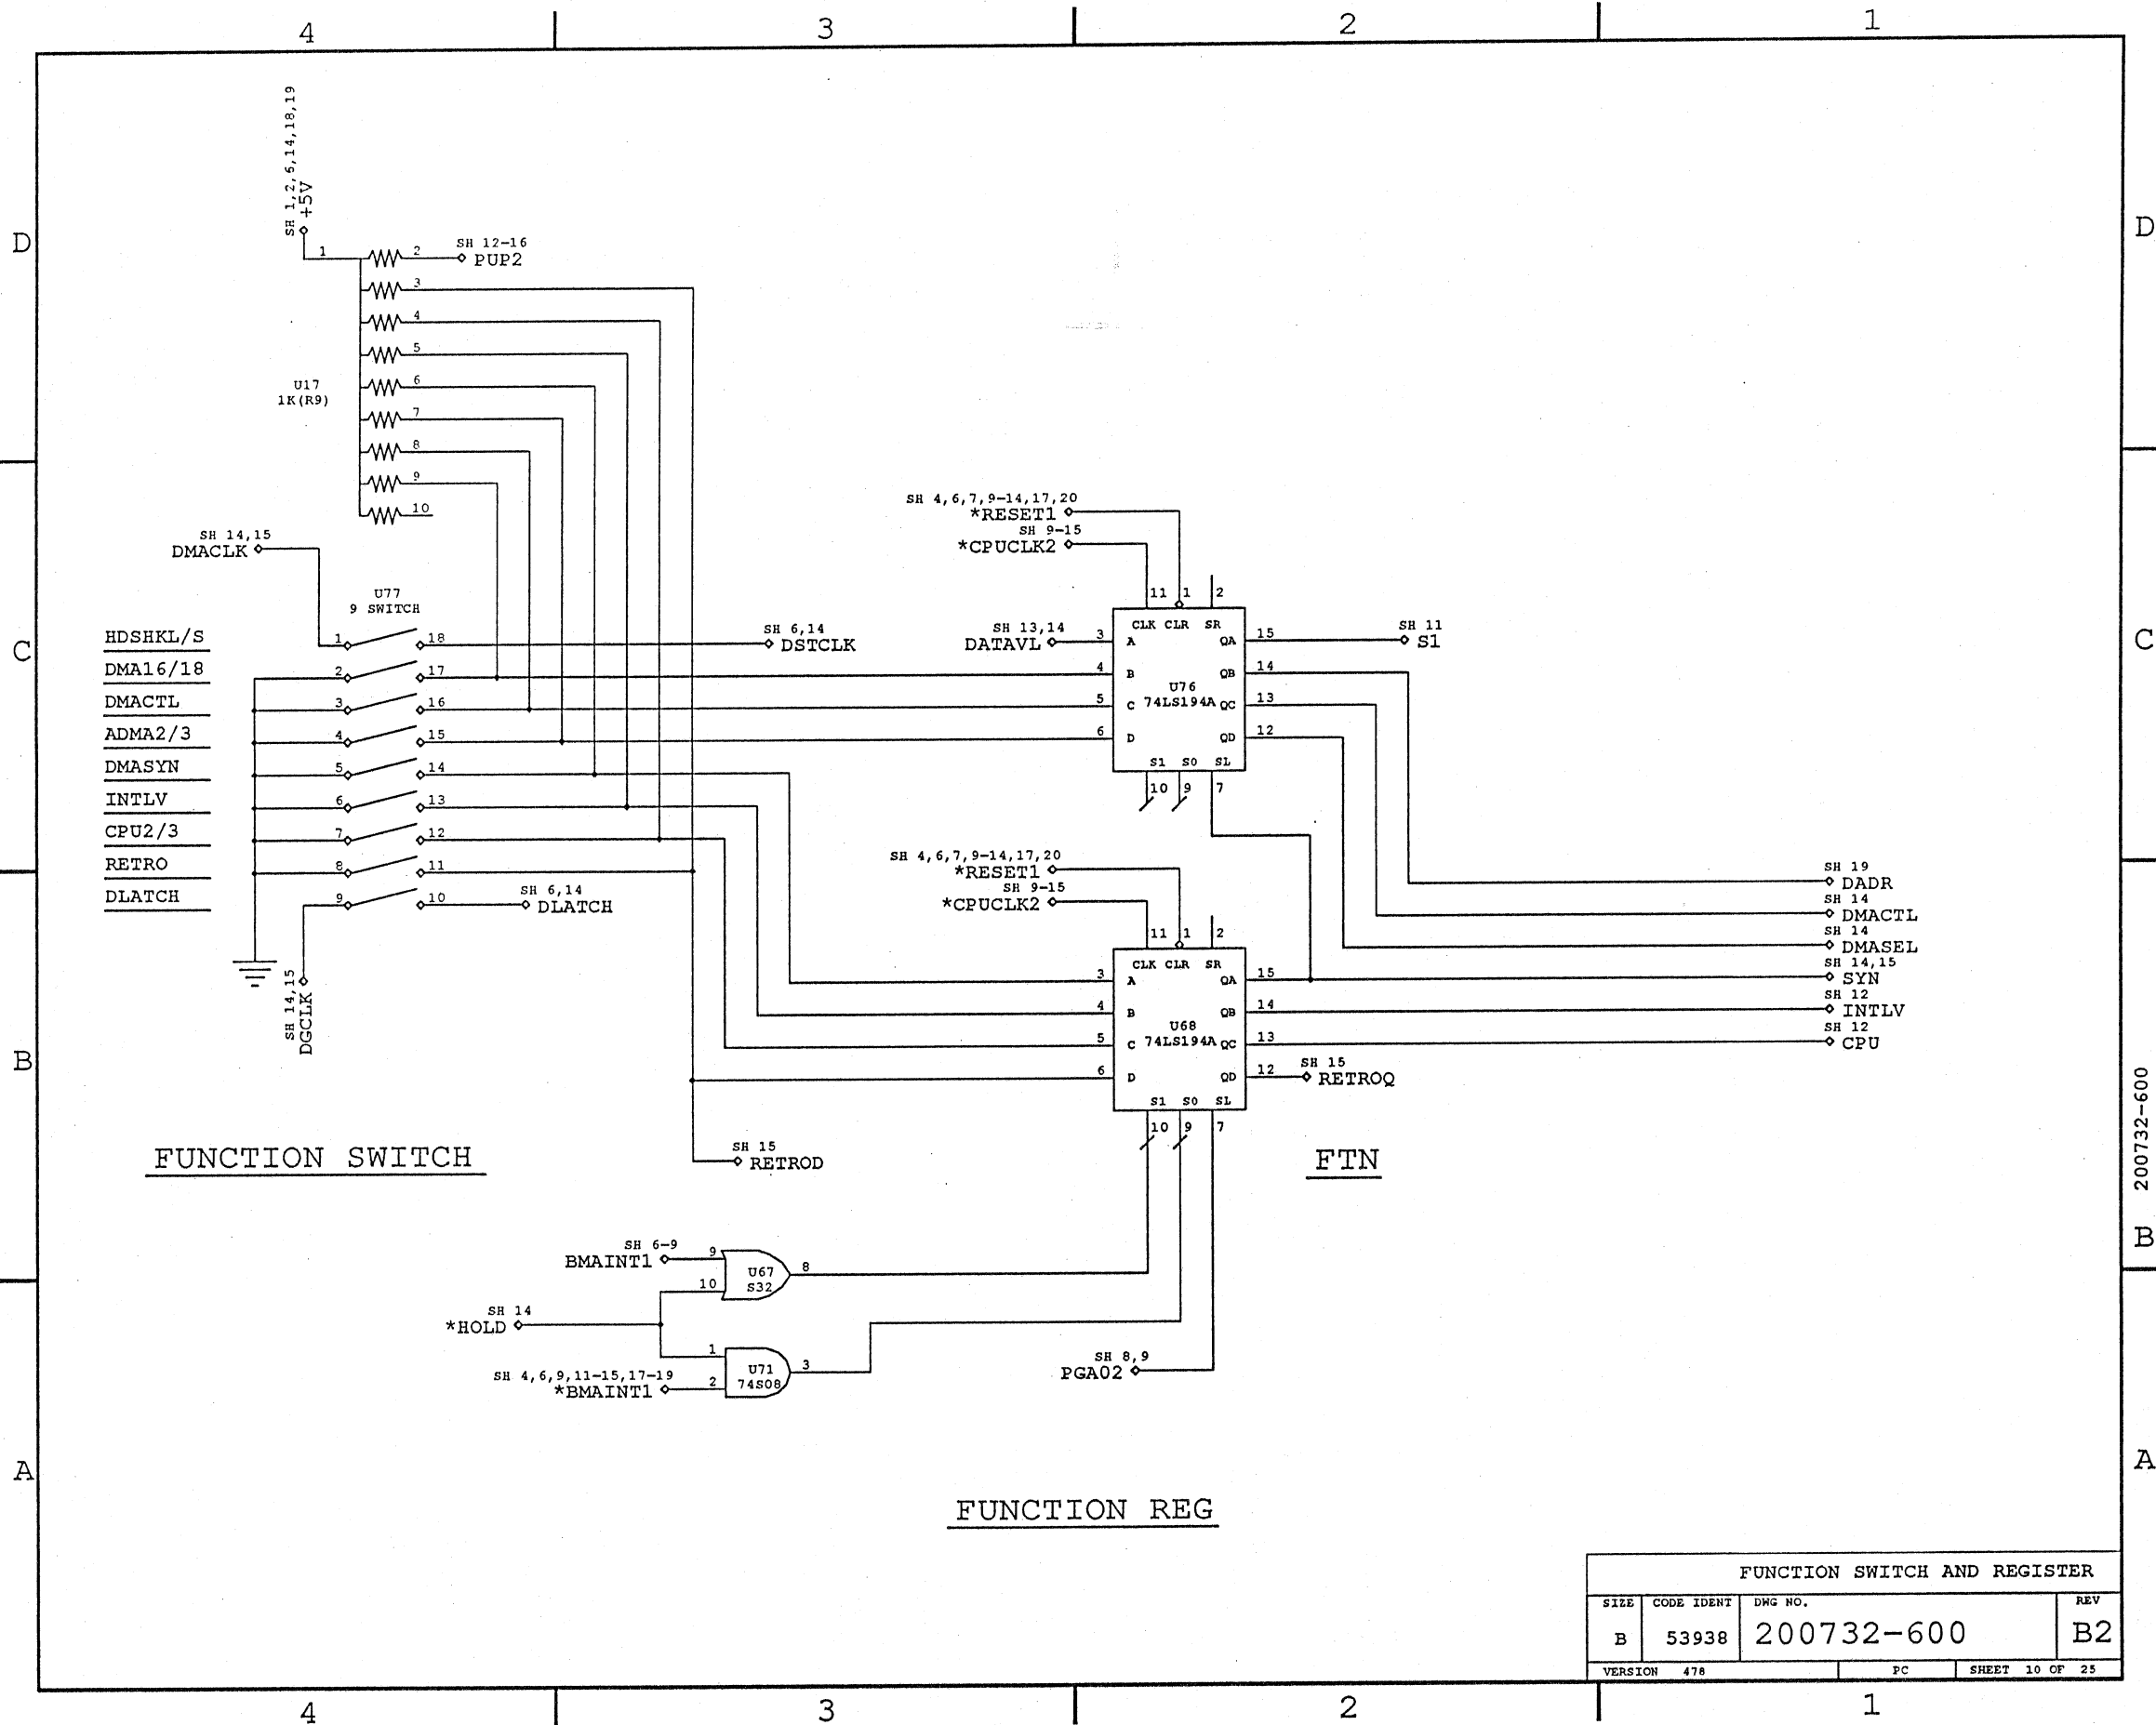 4 3 2 1
SH 1,2,5,14,18,19
+5V
D D
1 2 SH 12-16
PUP2
3
4
5
6
7
8
9
10
U17
1K(R9)
SH 14,15
DMACLK
U77
9 SWITCH
HDSHKL/S 1 18
SH 6,14
DSTCLK
DMA16/18 2 17
DMACTL 3 16
ADMA2/3 4 15
DMASYN 5 14
INTLV 6 13
CPU2/3 7 12
RETRO 8 11
DLATCH 9 10
SH 6,14
DLATCH
SH 14,15
DGCLK
C C
SH 4,6,7,9-14,17,20
*RESET1
SH 9-15
*CPUCLK2
11 1 2
CLK CLR SR
SH 13,14
DATAVL 3 A QA 15
SH 11
S1
4 B QB 14
U76
5 C 74LS194A QC 13
6 D QD 12
S1 S0 SL
10 9 7
SH 4,6,7,9-14,17,20
*RESET1
SH 9-15
*CPUCLK2
11 1 2
CLK CLR SR
3 A QA 15
4 B QB 14
U68
5 C 74LS194A QC 13
6 D QD 12
SH 15
RETROQ
S1 S0 SL
10 9 7
SH 19
DADR
SH 14
DMACTL
SH 14
DMASEL
SH 14,15
SYN
SH 12
INTLV
SH 12
CPU
B B
200732-600
FUNCTION SWITCH
SH 15
RETROD
FTN
SH 6-9
BMAINT1 9
U67
S32
8
10
SH 14
*HOLD
1
U71
74S08
3
SH 4,6,9,11-15,17-19
*BMAINT1 2
SH 8,9
PGA02
A A
FUNCTION REG
FUNCTION SWITCH AND REGISTER
SIZE CODE IDENT DWG NO. REV
B 53938 200732-600 B2
VERSION 478 PC SHEET 10 OF 25
4 3 2 1